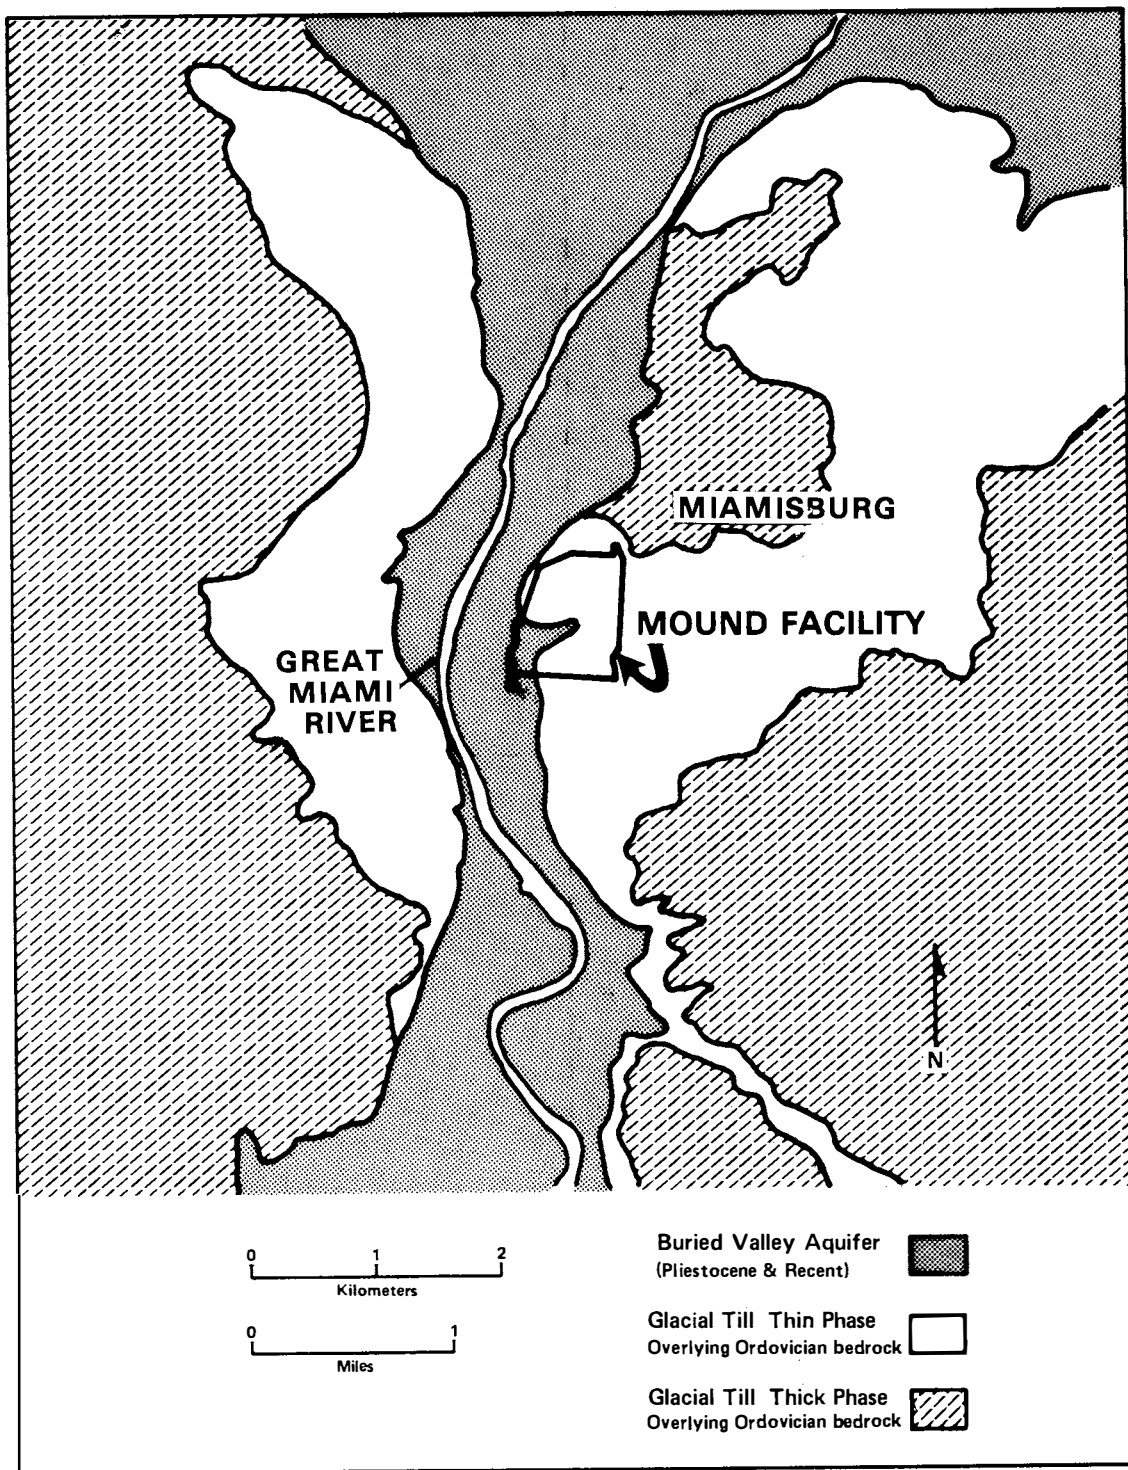 MIAMISBURG
MOUND FACILITY
GREAT
MIAMI
RIVER
N
0 1 2
Kilometers
0 1
Miles
Buried Valley Aquifer
(Pliestocene & Recent)
Glacial Till Thin Phase
Overlying Ordovician bedrock
Glacial Till Thick Phase
Overlying Ordovician bedrock